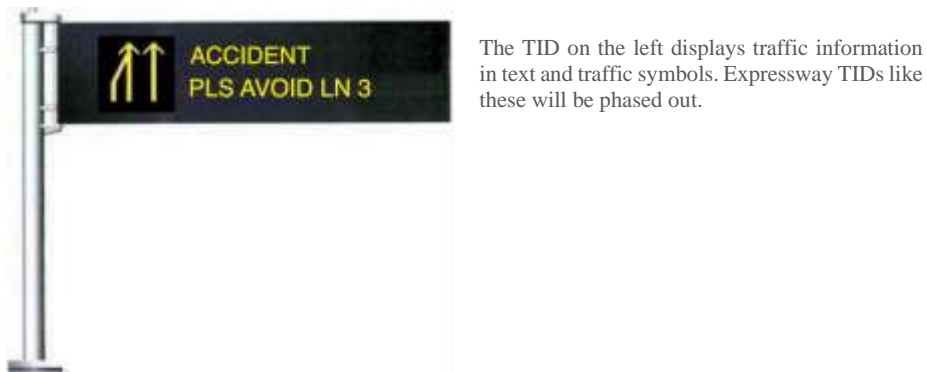 ACCIDENT
PLS AVOID LN 3
The TID on the left displays traffic information
in text and traffic symbols. Expressway TIDs like
these will be phased out.